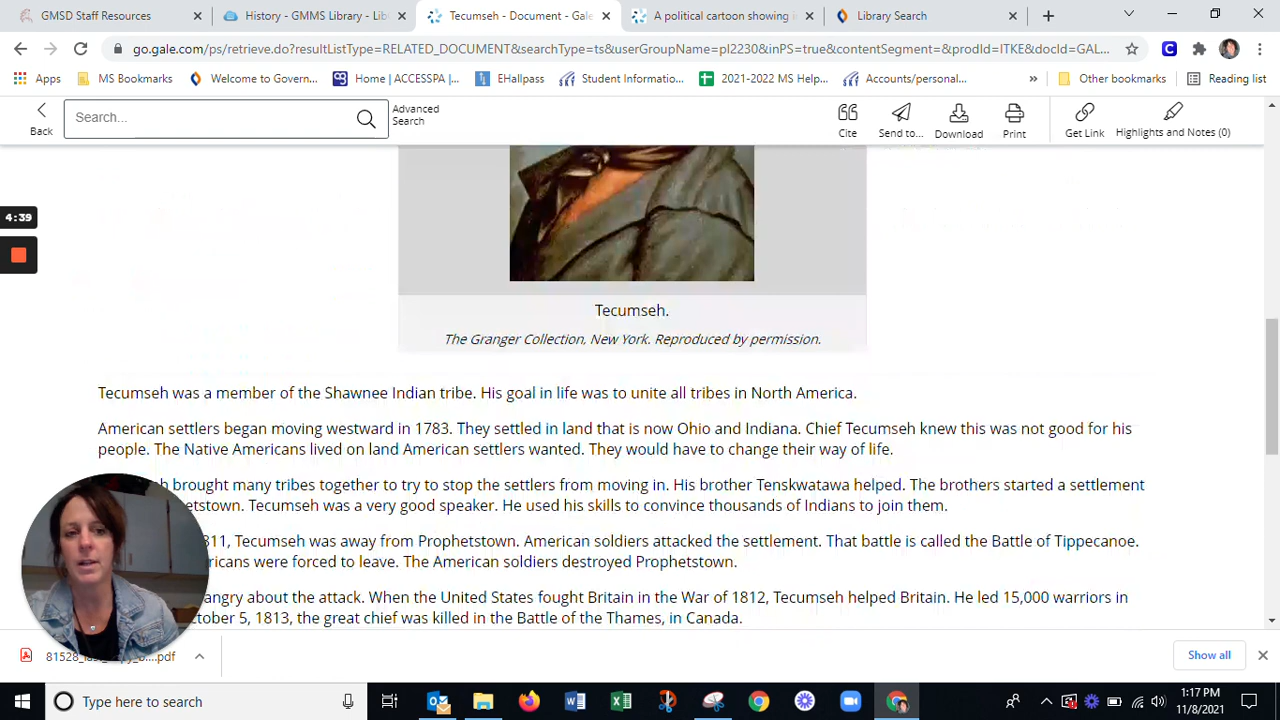 GMSD Staff Resources
History - GMMS Library - Lib
Tecumseh - Document - Gale
A political cartoon showing i
Library Search
go.gale.com/ps/retrieve.do?resultListType=RELATED_DOCUMENT&searchType=ts&userGroupName=pl2230&inPS=true&contentSegment=&prodId=ITKE&docId=GAL...
Apps
MS Bookmarks
Welcome to Govern...
Home | ACCESSPA |...
EHallpass
Student Informatio...
2021-2022 MS Help...
Accounts/personal...
»
Other bookmarks
Reading list
Back
Search...
Advanced
Search
Cite
Send to...
Download
Print
Get Link
Highlights and Notes (0)
4:39
Tecumseh.
The Granger Collection, New York. Reproduced by permission.
Tecumseh was a member of the Shawnee Indian tribe. His goal in life was to unite all tribes in North America.
American settlers began moving westward in 1783. They settled in land that is now Ohio and Indiana. Chief Tecumseh knew this was not good for his
people. The Native Americans lived on land American settlers wanted. They would have to change their way of life.
brought many tribes together to try to stop the settlers from moving in. His brother Tenskwatawa helped. The brothers started a settlement
etstown. Tecumseh was a very good speaker. He used his skills to convince thousands of Indians to join them.
811, Tecumseh was away from Prophetstown. American soldiers attacked the settlement. That battle is called the Battle of Tippecanoe.
ricans were forced to leave. The American soldiers destroyed Prophetstown.
angry about the attack. When the United States fought Britain in the War of 1812, Tecumseh helped Britain. He led 15,000 warriors in
ctober 5, 1813, the great chief was killed in the Battle of the Thames, in Canada.
Show all
Type here to search
1:17 PM
11/8/2021